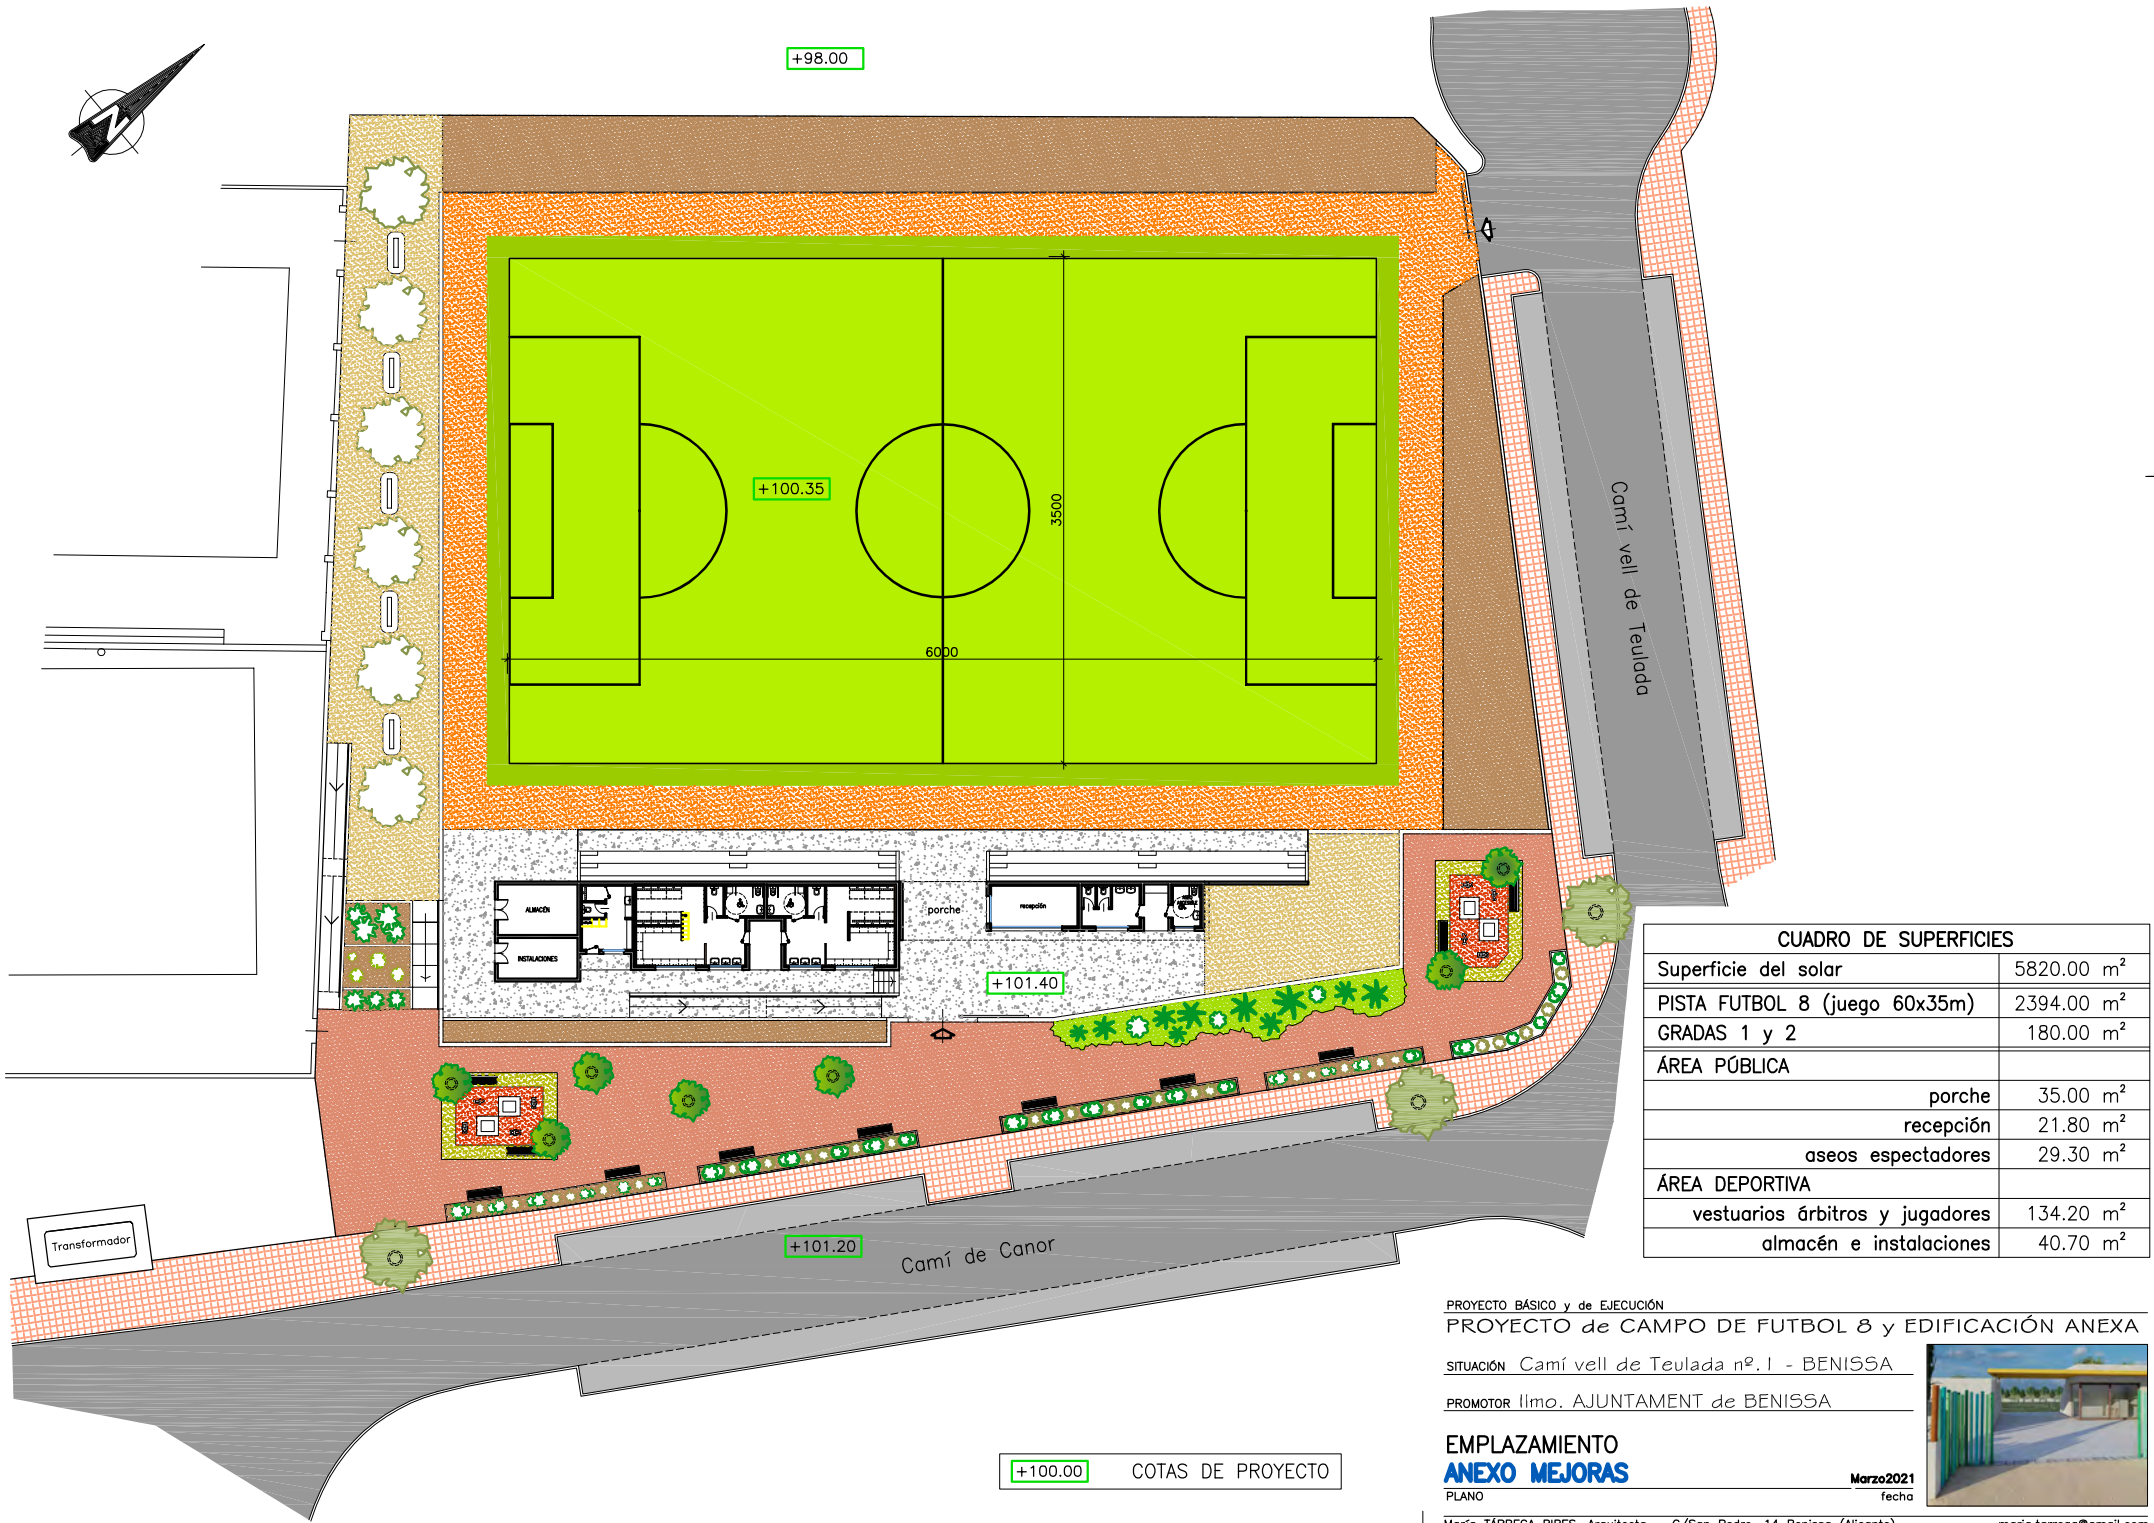 +98.00
N
+100.35
3500
6000
Camí vell de Teulada
ALMACÉN
INSTALACIONES
porche
recepción
+101.40
Transformador
+101.20
Camí de Canor
CUADRO DE SUPERFICIES
Superficie del solar 5820.00 m²
PISTA FUTBOL 8 (juego 60x35m) 2394.00 m²
GRADAS 1 y 2 180.00 m²
ÁREA PÚBLICA
porche 35.00 m²
recepción 21.80 m²
aseos espectadores 29.30 m²
ÁREA DEPORTIVA
vestuarios árbitros y jugadores 134.20 m²
almacén e instalaciones 40.70 m²
PROYECTO BÁSICO y de EJECUCIÓN
PROYECTO de CAMPO DE FUTBOL 8 y EDIFICACIÓN ANEXA
SITUACIÓN Camí vell de Teulada nº.1 - BENISSA
PROMOTOR Ilmo. AJUNTAMENT de BENISSA
EMPLAZAMIENTO
ANEXO MEJORAS
Marzo2021
PLANO fecha
+100.00 COTAS DE PROYECTO